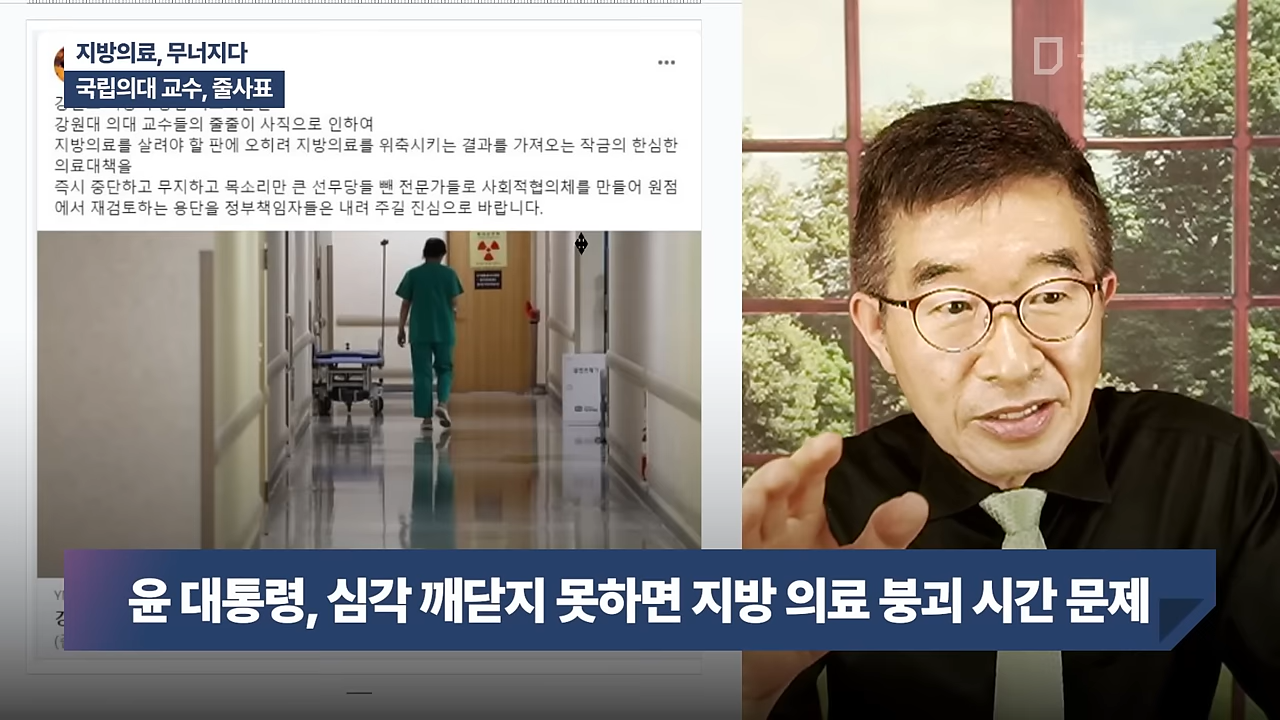 지방의료, 무너지다
국립의대 교수, 줄사표
강원대 의대 교수들의 줄줄이 사직으로 인하여
지방의료를 살려야 할 판에 오히려 지방의료를 위축시키는 결과를 가져오는 작금의 한심한
의료대책을
즉시 중단하고 무지하고 목소리만 큰 선무당들 뺀 전문가들로 사회적협의체를 만들어 원점
에서 재검토하는 용단을 정부책임자들은 내려 주길 진심으로 바랍니다.
윤 대통령, 심각 깨닫지 못하면 지방 의료 붕괴 시간 문제